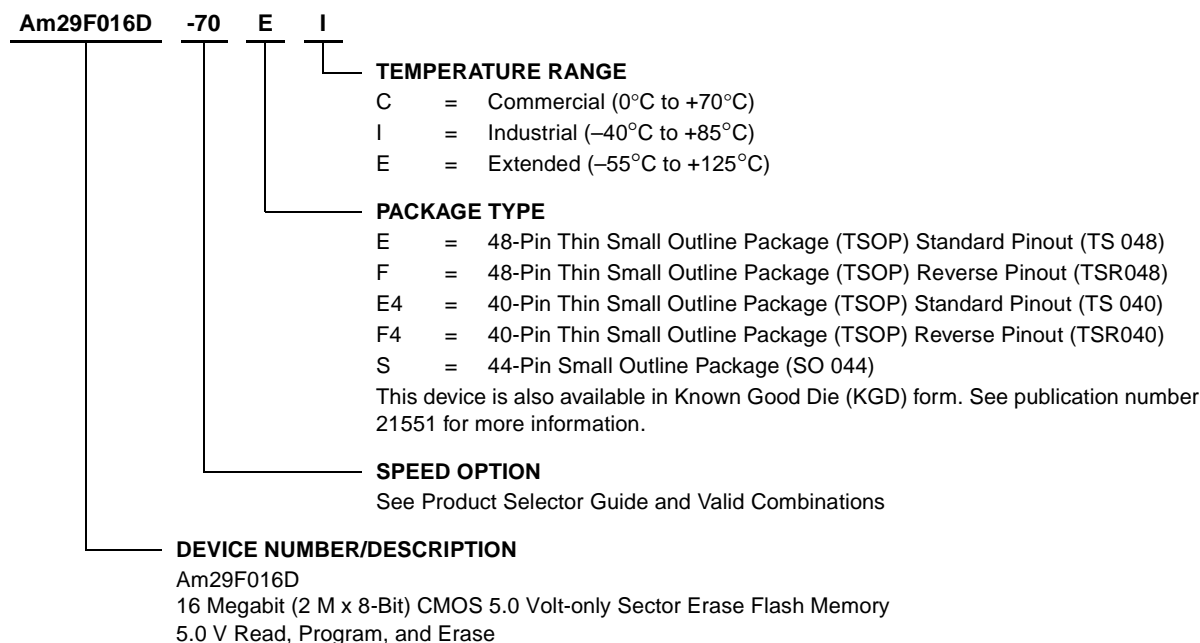 Am29F016D -70 E I
TEMPERATURE RANGE
C = Commercial (0°C to +70°C)
I = Industrial (–40°C to +85°C)
E = Extended (–55°C to +125°C)
PACKAGE TYPE
E = 48-Pin Thin Small Outline Package (TSOP) Standard Pinout (TS 048)
F = 48-Pin Thin Small Outline Package (TSOP) Reverse Pinout (TSR048)
E4 = 40-Pin Thin Small Outline Package (TSOP) Standard Pinout (TS 040)
F4 = 40-Pin Thin Small Outline Package (TSOP) Reverse Pinout (TSR040)
S = 44-Pin Small Outline Package (SO 044)
This device is also available in Known Good Die (KGD) form. See publication number
21551 for more information.
SPEED OPTION
See Product Selector Guide and Valid Combinations
DEVICE NUMBER/DESCRIPTION
Am29F016D
16 Megabit (2 M x 8-Bit) CMOS 5.0 Volt-only Sector Erase Flash Memory
5.0 V Read, Program, and Erase